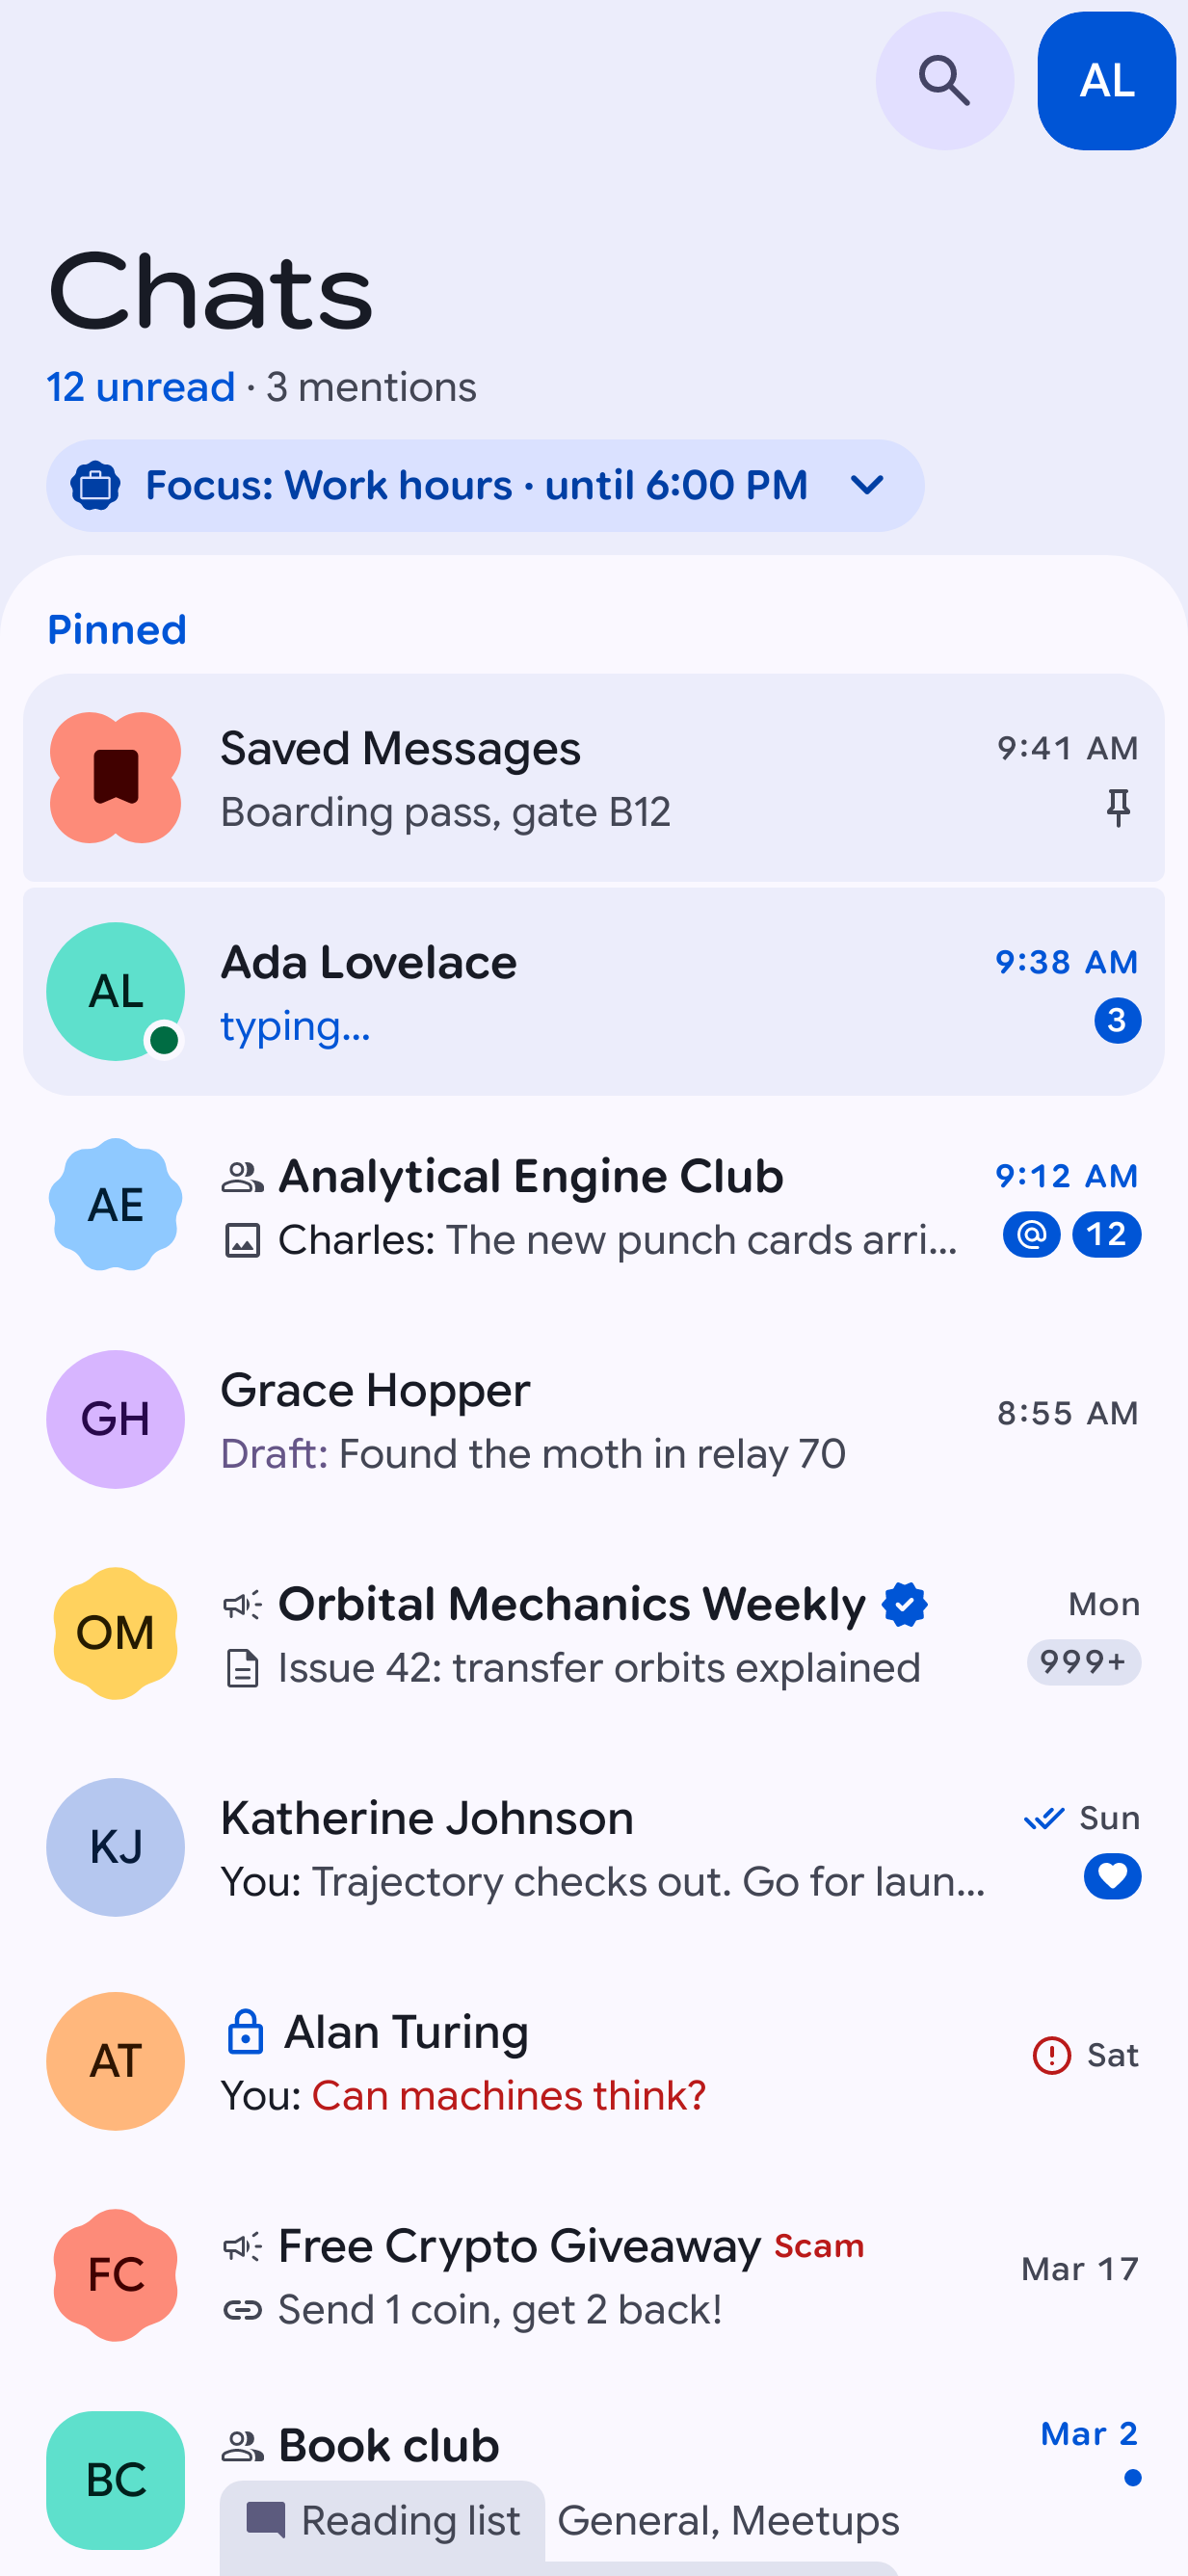 AL
Chats
12 unread · 3 mentions
Focus: Work hours · until 6:00 PM
Pinned
Saved Messages 9:41 AM
Boarding pass, gate B12
AL
Ada Lovelace 9:38 AM
typing... 3
AE
Analytical Engine Club 9:12 AM
Charles: The new punch cards arri... @ 12
GH
Grace Hopper 8:55 AM
Draft: Found the moth in relay 70
OM
Orbital Mechanics Weekly Mon
Issue 42: transfer orbits explained 999+
KJ
Katherine Johnson Sun
You: Trajectory checks out. Go for laun...
AT
Alan Turing Sat
You: Can machines think?
FC
Free Crypto Giveaway Scam Mar 17
Send 1 coin, get 2 back!
BC
Book club Mar 2
Reading list General, Meetups